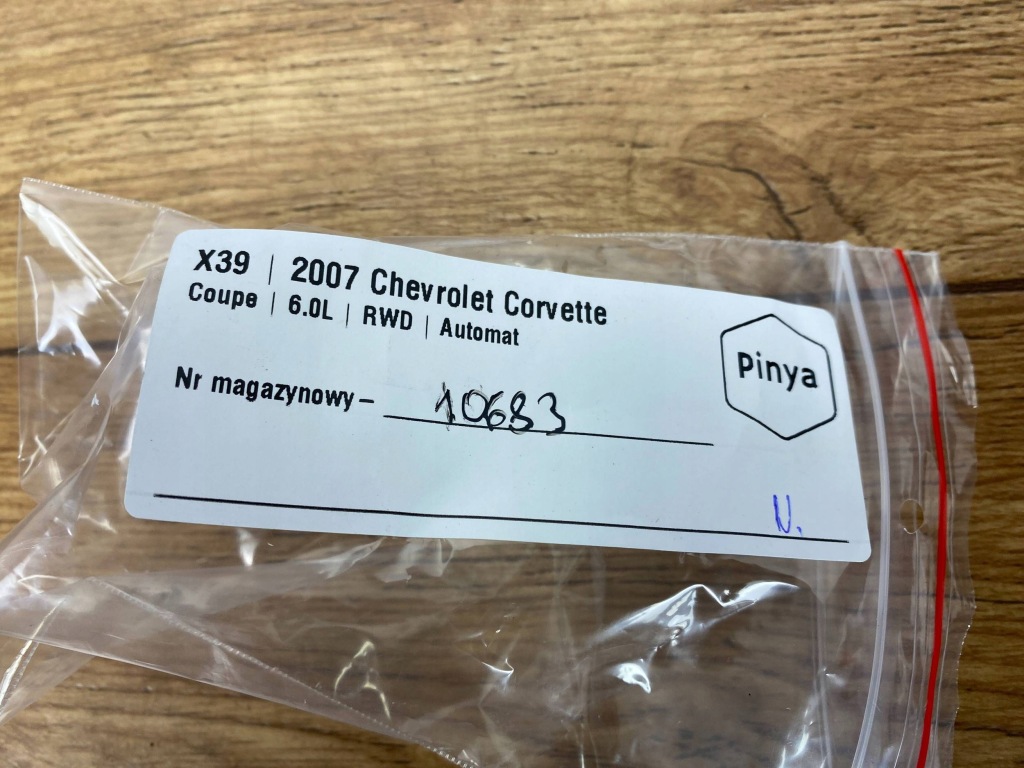 X39 | 2007 Chevrolet Corvette
Coupe | 6.0L | RWD | Automat
Pinya
Nr magazynowy – 10683
N.